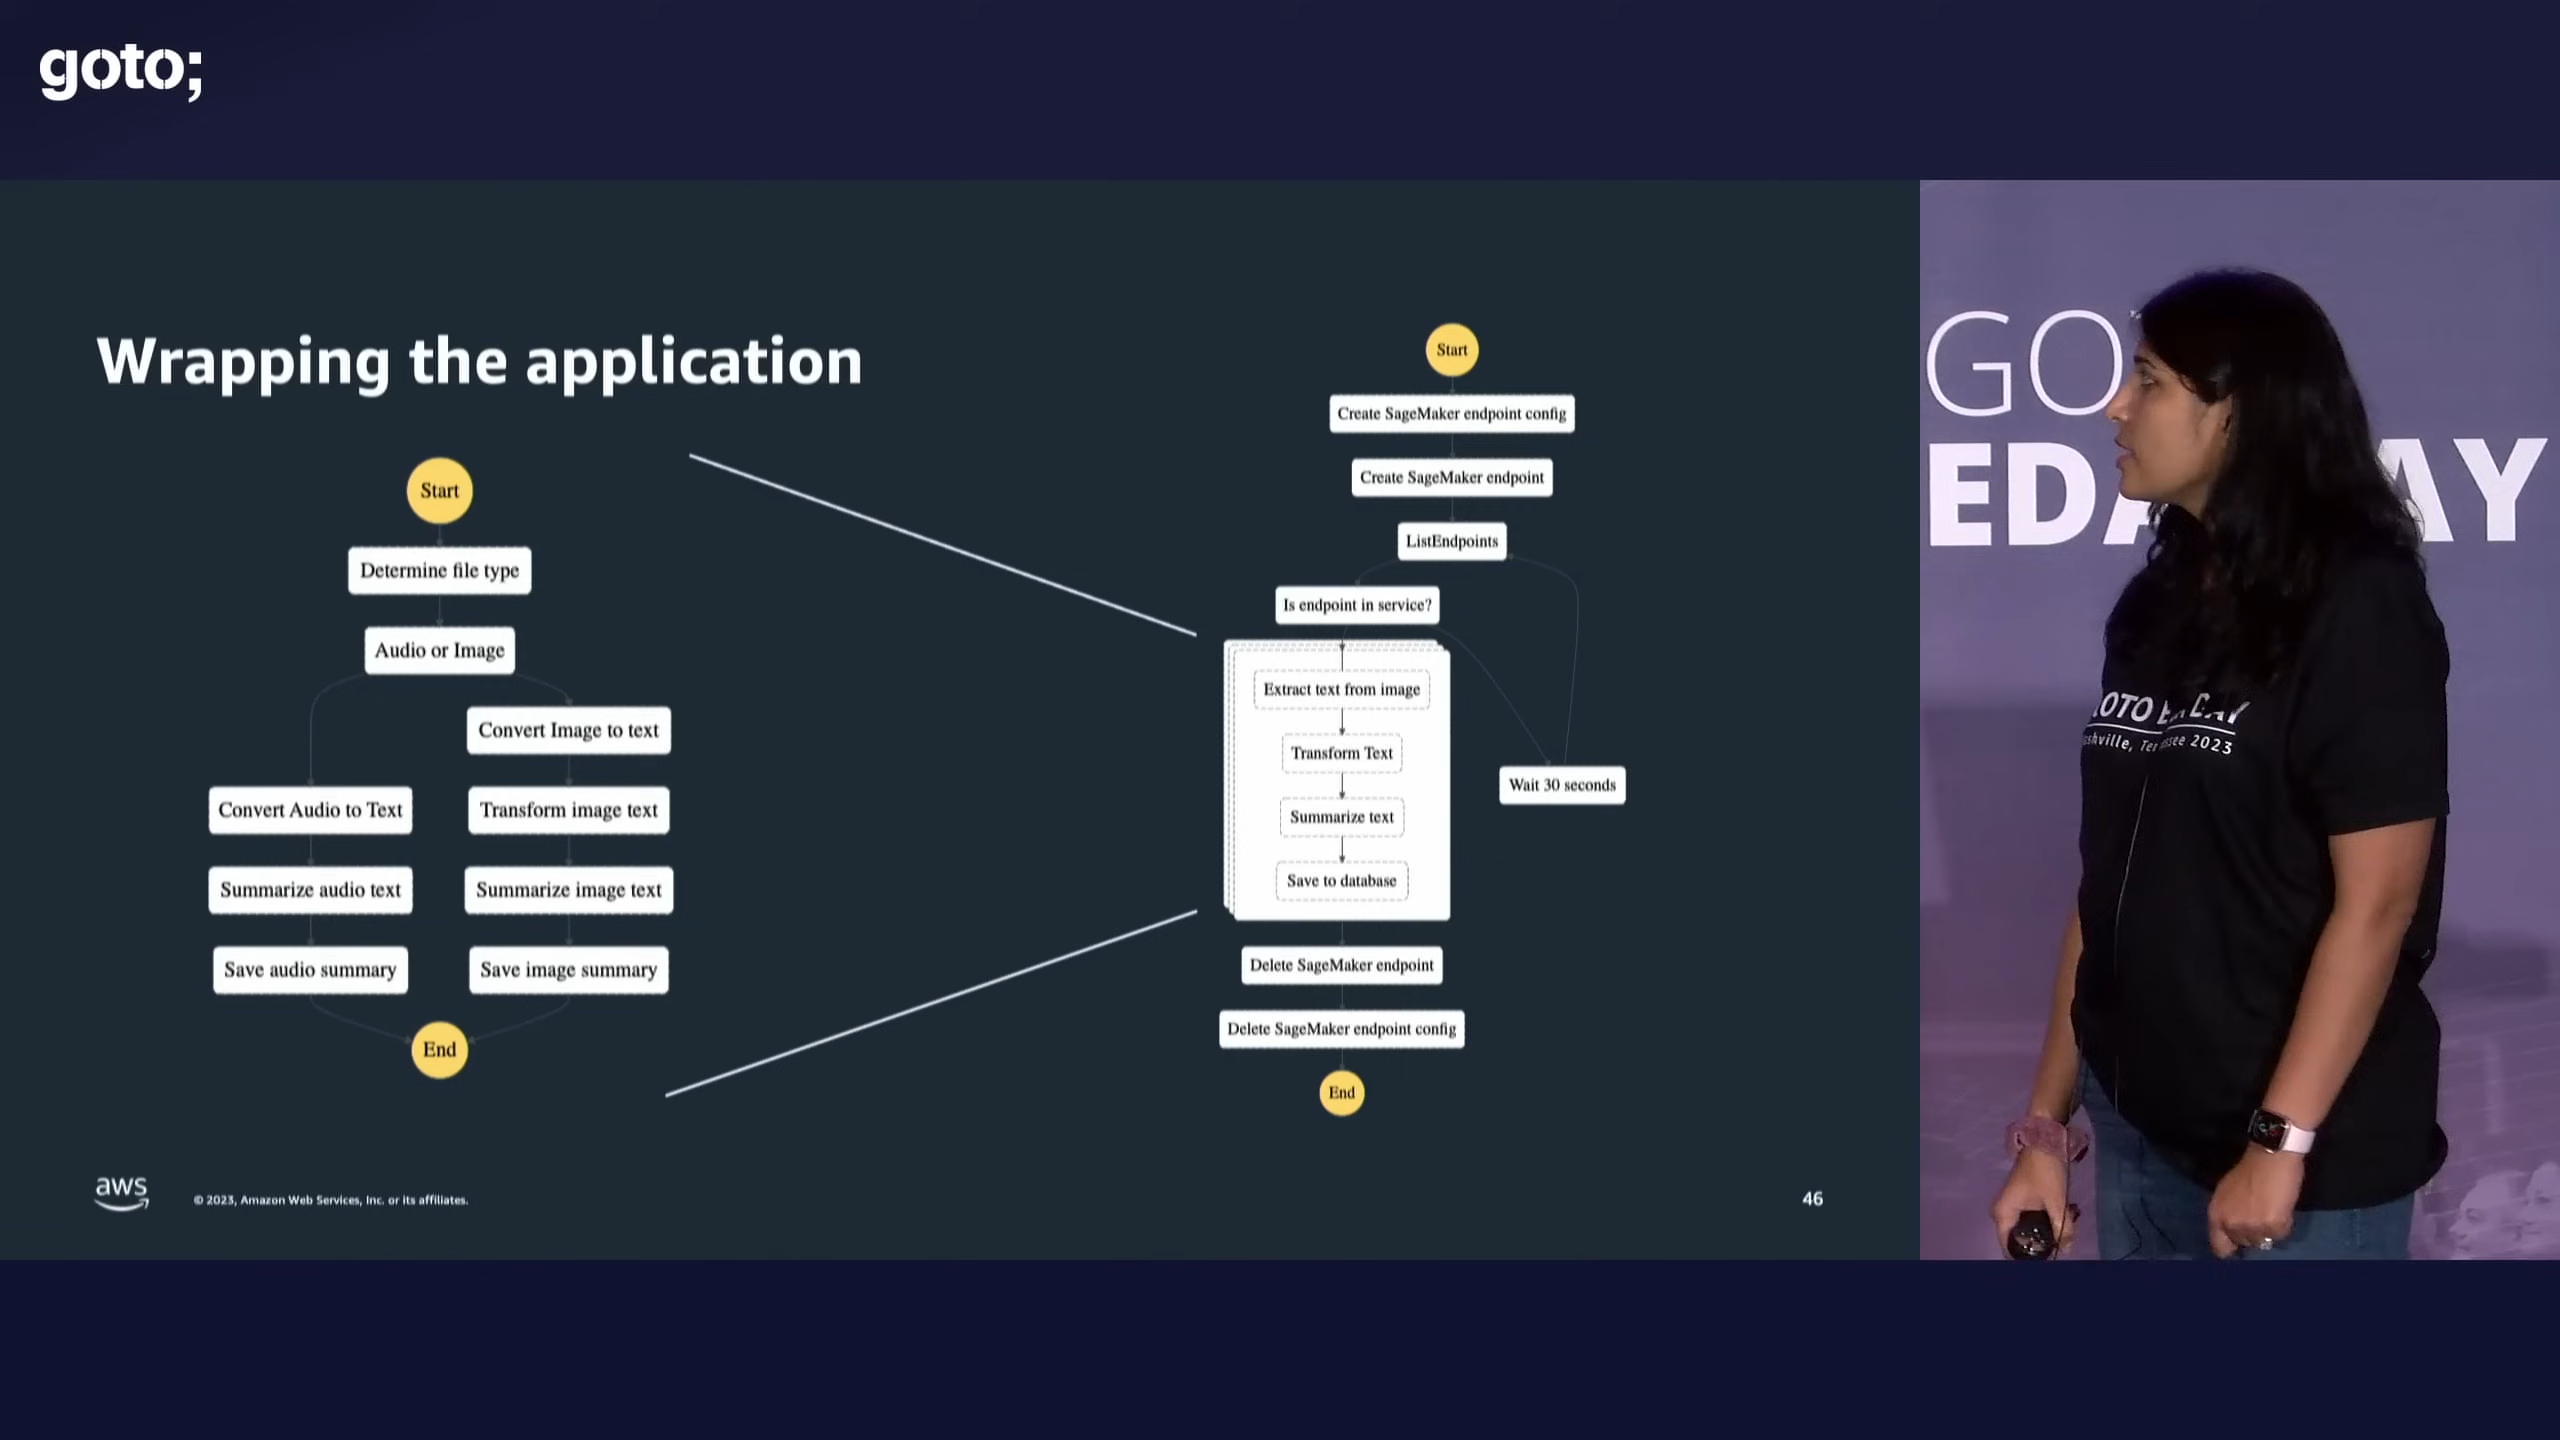 goto;
Wrapping the application
Start
Determine file type
Audio or Image
Convert Image to text
Convert Audio to Text
Transform image text
Summarize audio text
Summarize image text
Save audio summary
Save image summary
End
Start
Create SageMaker endpoint config
Create SageMaker endpoint
ListEndpoints
Is endpoint in service?
Extract text from image
Transform Text
Wait 30 seconds
Summarize text
Save to database
Delete SageMaker endpoint
Delete SageMaker endpoint config
End
aws
© 2023, Amazon Web Services, Inc. or its affiliates.
46
GO
EDA AY